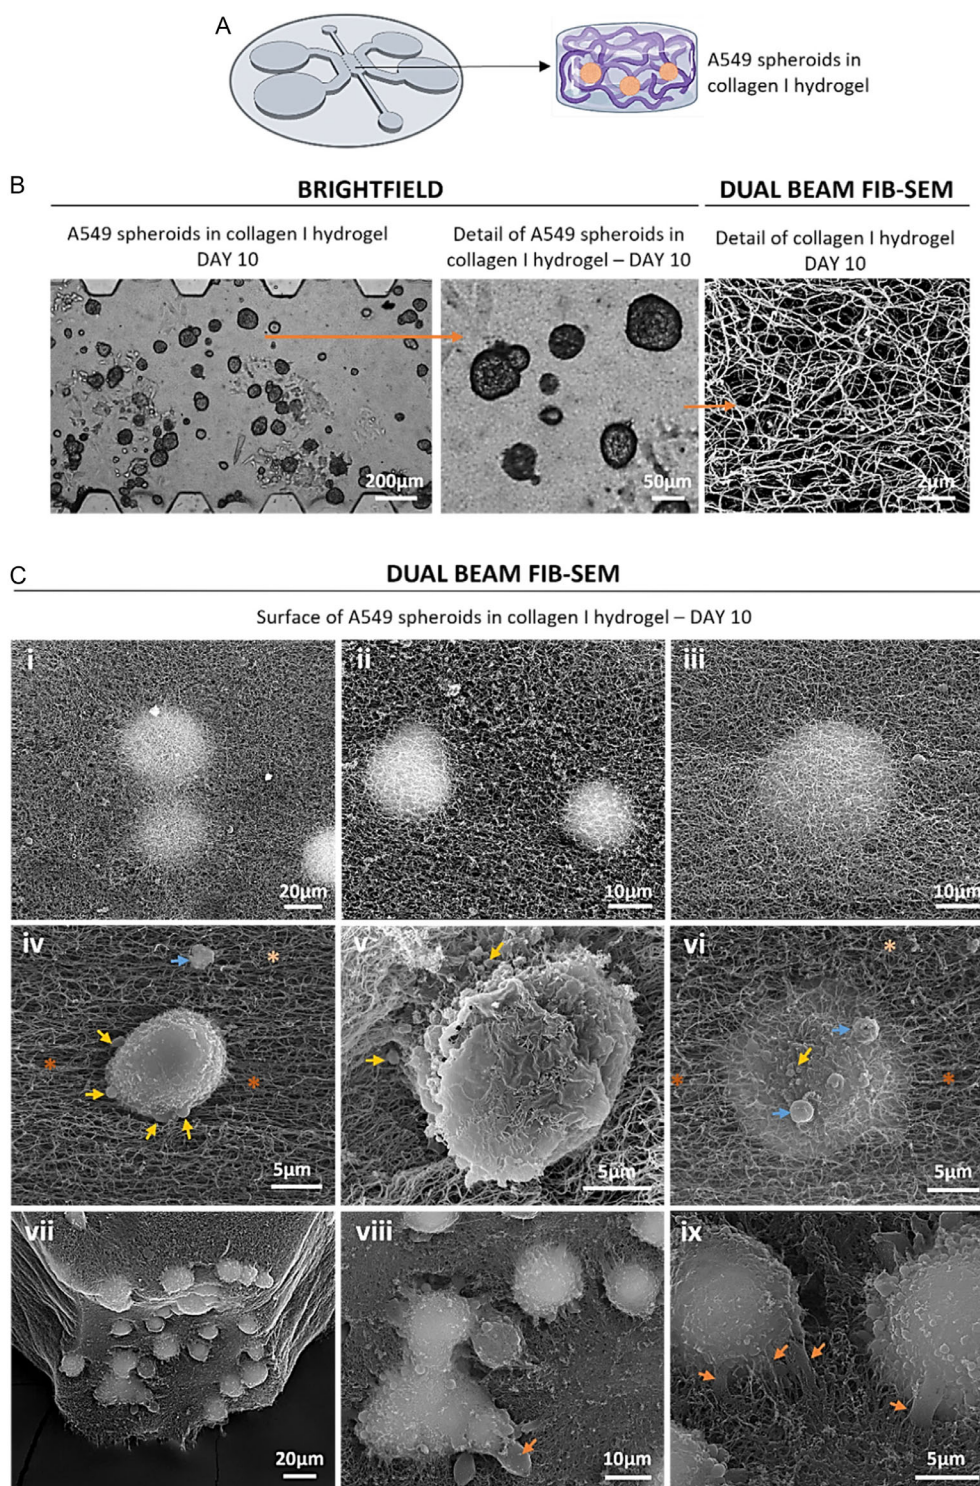 A
A549 spheroids in
collagen I hydrogel
B
BRIGHTFIELD
DUAL BEAM FIB-SEM
A549 spheroids in collagen I hydrogel
DAY 10
Detail of A549 spheroids in
collagen I hydrogel – DAY 10
Detail of collagen I hydrogel
DAY 10
200µm
50µm
2µm
C
DUAL BEAM FIB-SEM
Surface of A549 spheroids in collagen I hydrogel – DAY 10
i
20µm
ii
10µm
iii
10µm
iv
* * *
5µm
v
5µm
vi
* * *
5µm
vii
20µm
viii
10µm
ix
5µm